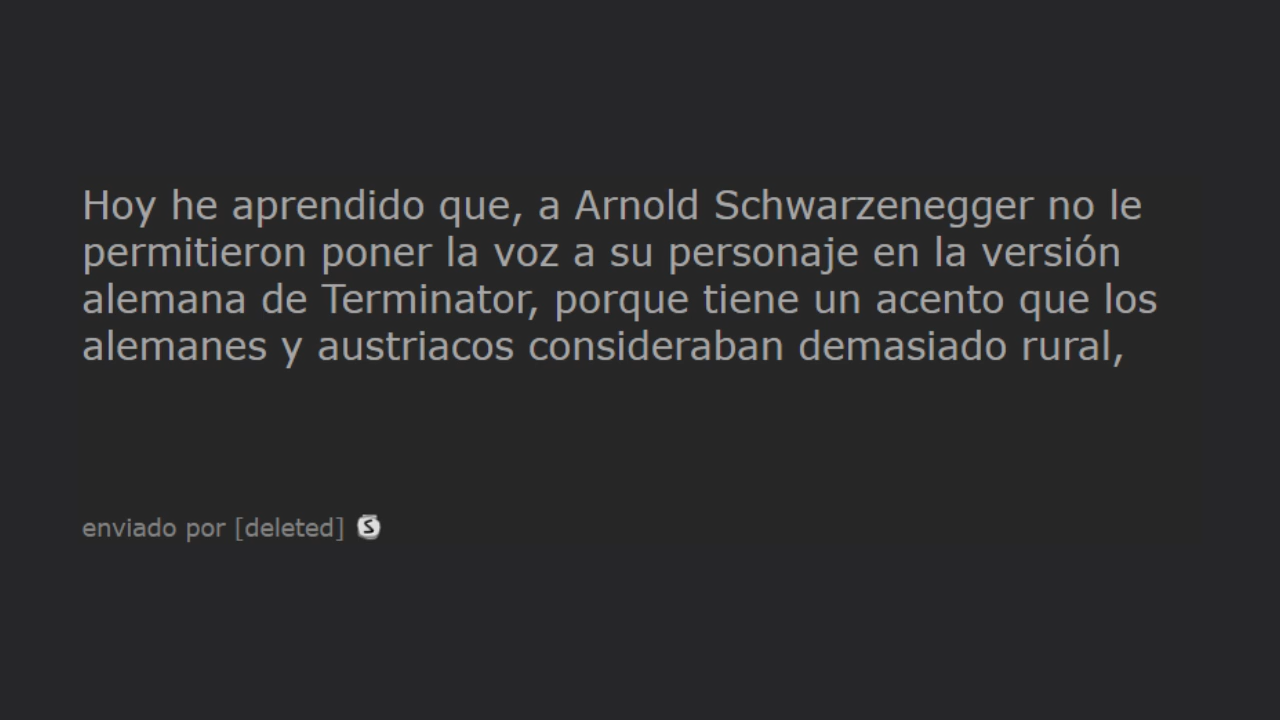 Hoy he aprendido que, a Arnold Schwarzenegger no le
permitieron poner la voz a su personaje en la versión
alemana de Terminator, porque tiene un acento que los
alemanes y austriacos consideraban demasiado rural,
enviado por [deleted] S